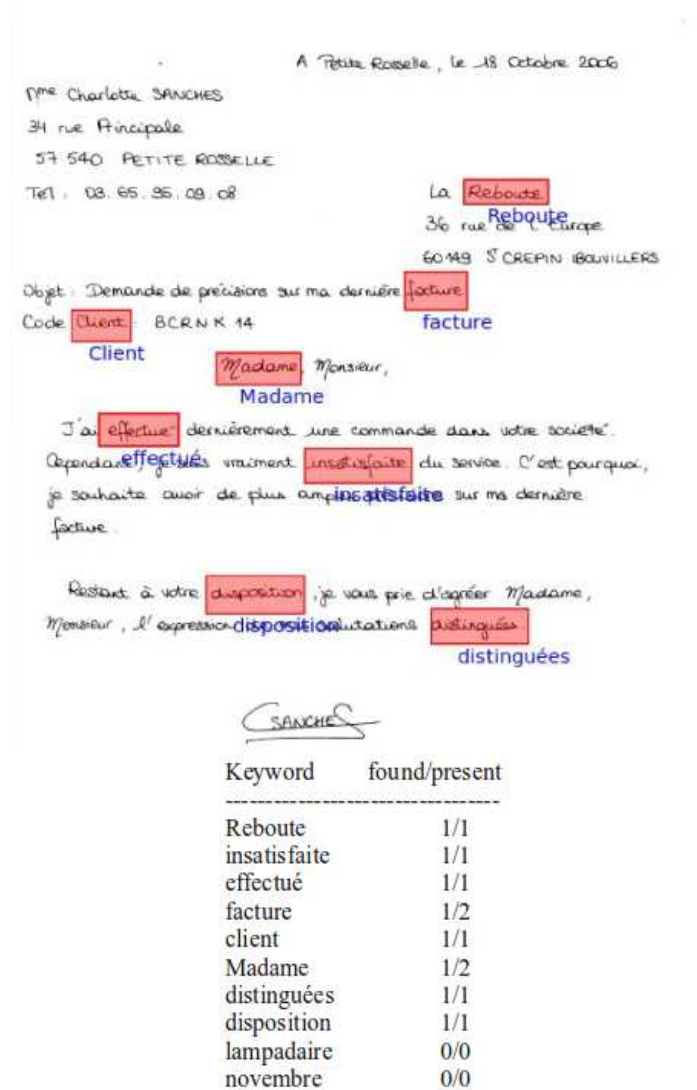 A Petite Rosselle, le 18 Octobre 2006
Mme Charlotte SANCHES
34 rue Principale
57 540 PETITE ROSSELLE
Tel : 03.65.95.09.08
La Reboute
Reboute
36 rue de l'Europe
60149 St CREPIN IBOUVILLERS
Objet : Demande de précisions sur ma dernière facture
facture
Code Client : BCRNK 14
Client
Madame, Monsieur,
Madame
J'ai effectué dernièrement une commande dans votre société.
effectué
Cependant, je suis vraiment insatisfaite du service. C'est pourquoi,
insatisfaite
je souhaite avoir de plus amples sur ma dernière
facture.
Restant à votre disposition, je vous prie d'agréer Madame,
disposition
Monsieur, l'expression salutations distinguées
distinguées
SANCHES
Keyword found/present
---------------------------------
Reboute 1/1
insatisfaite 1/1
effectué 1/1
facture 1/2
client 1/1
Madame 1/2
distinguées 1/1
disposition 1/1
lampadaire 0/0
novembre 0/0